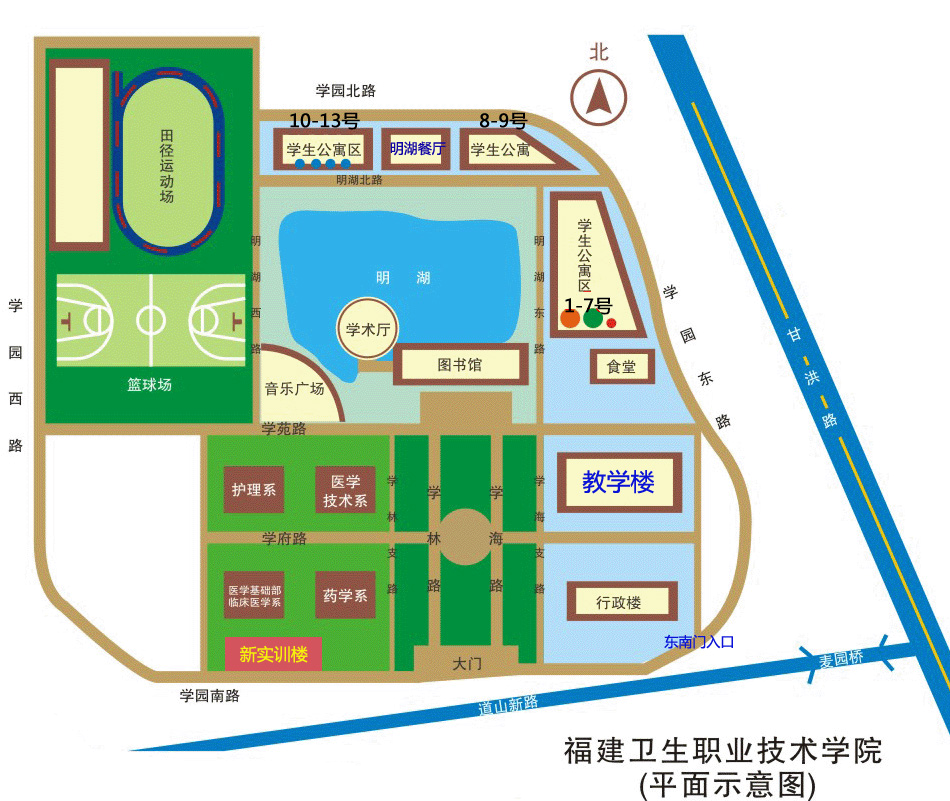 北
学园北路
10-13号
8-9号
学生公寓区
明湖餐厅
学生公寓
田径运动场
明湖北路
学生公寓区
1-7号
明湖西路
明湖
明湖东路
学术厅
图书馆
食堂
音乐广场
篮球场
学园西路
学园东路
甘洪路
学苑路
护理系
医学
技术系
学林支路
学林路
学海路
学海支路
教学楼
学府路
医学基础部
临床医学系
药学系
行政楼
新实训楼
大门
东南门入口
麦园桥
学园南路
道山新路
福建卫生职业技术学院
(平面示意图)